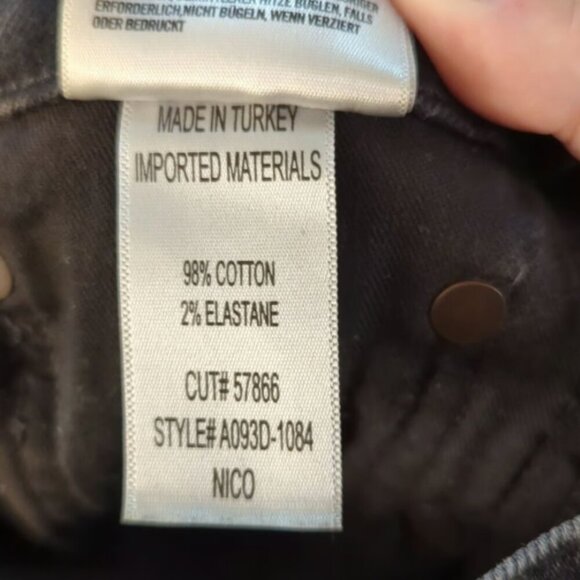 HITZE BÜGELN, FALLS
ERFORDERLICH,NICHT BÜGELN, WENN VERZIERT
ODER BEDRUCKT
MADE IN TURKEY
IMPORTED MATERIALS
98% COTTON
2% ELASTANE
CUT# 57866
STYLE# A093D-1084
NICO